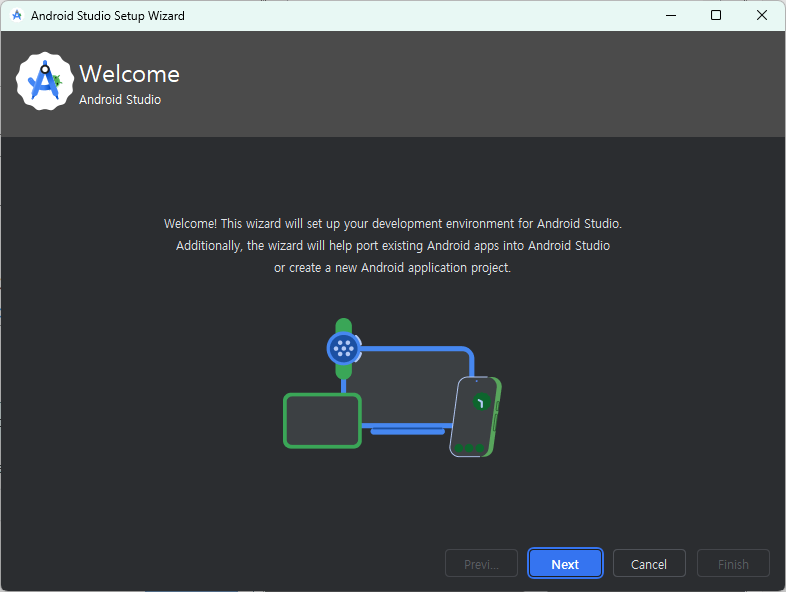 Android Studio Setup Wizard
Welcome
Android Studio
Welcome! This wizard will set up your development environment for Android Studio.
Additionally, the wizard will help port existing Android apps into Android Studio
or create a new Android application project.
Previ...
Next
Cancel
Finish